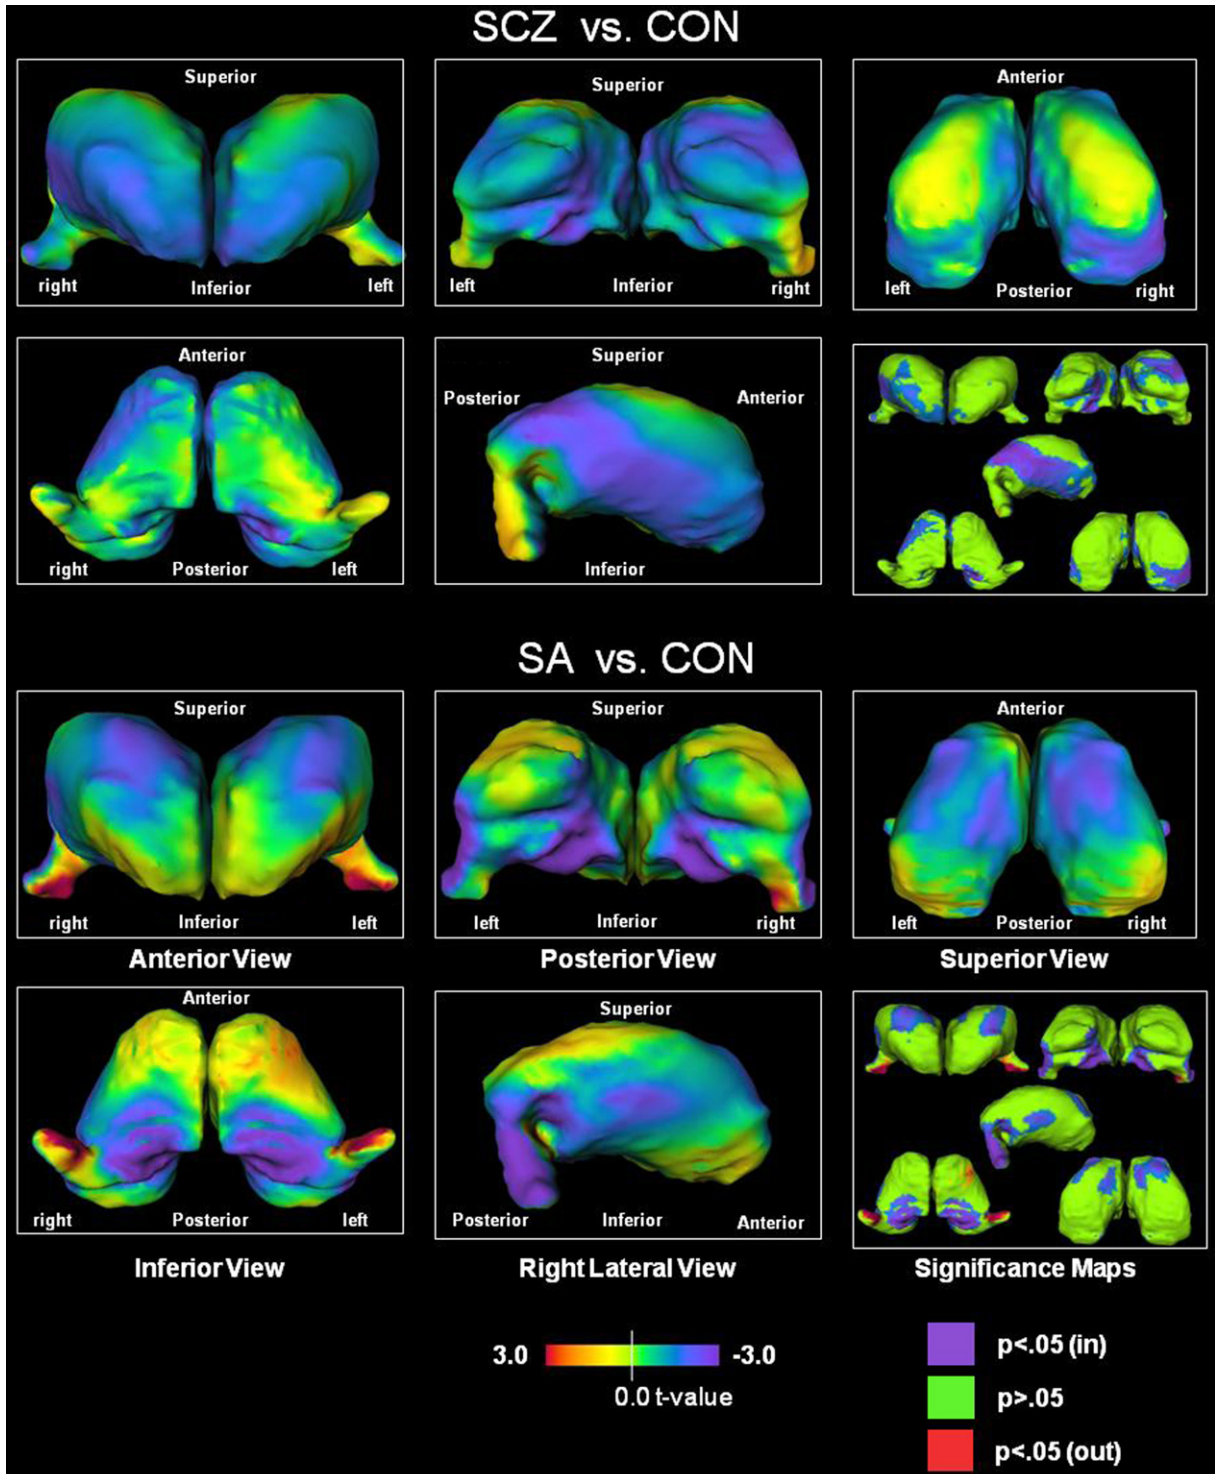 SCZ vs. CON
Superior
right
Inferior
left
Superior
left
Inferior
right
Anterior
left
Posterior
right
Anterior
right
Posterior
left
Superior
Posterior
Anterior
Inferior
SA vs. CON
Superior
right
Inferior
left
Superior
left
Inferior
right
Anterior
left
Posterior
right
Anterior View
Posterior View
Superior View
Anterior
right
Posterior
left
Superior
Posterior
Inferior
Anterior
Inferior View
Right Lateral View
Significance Maps
3.0
-3.0
0.0 t-value
p<.05 (in)
p>.05
p<.05 (out)